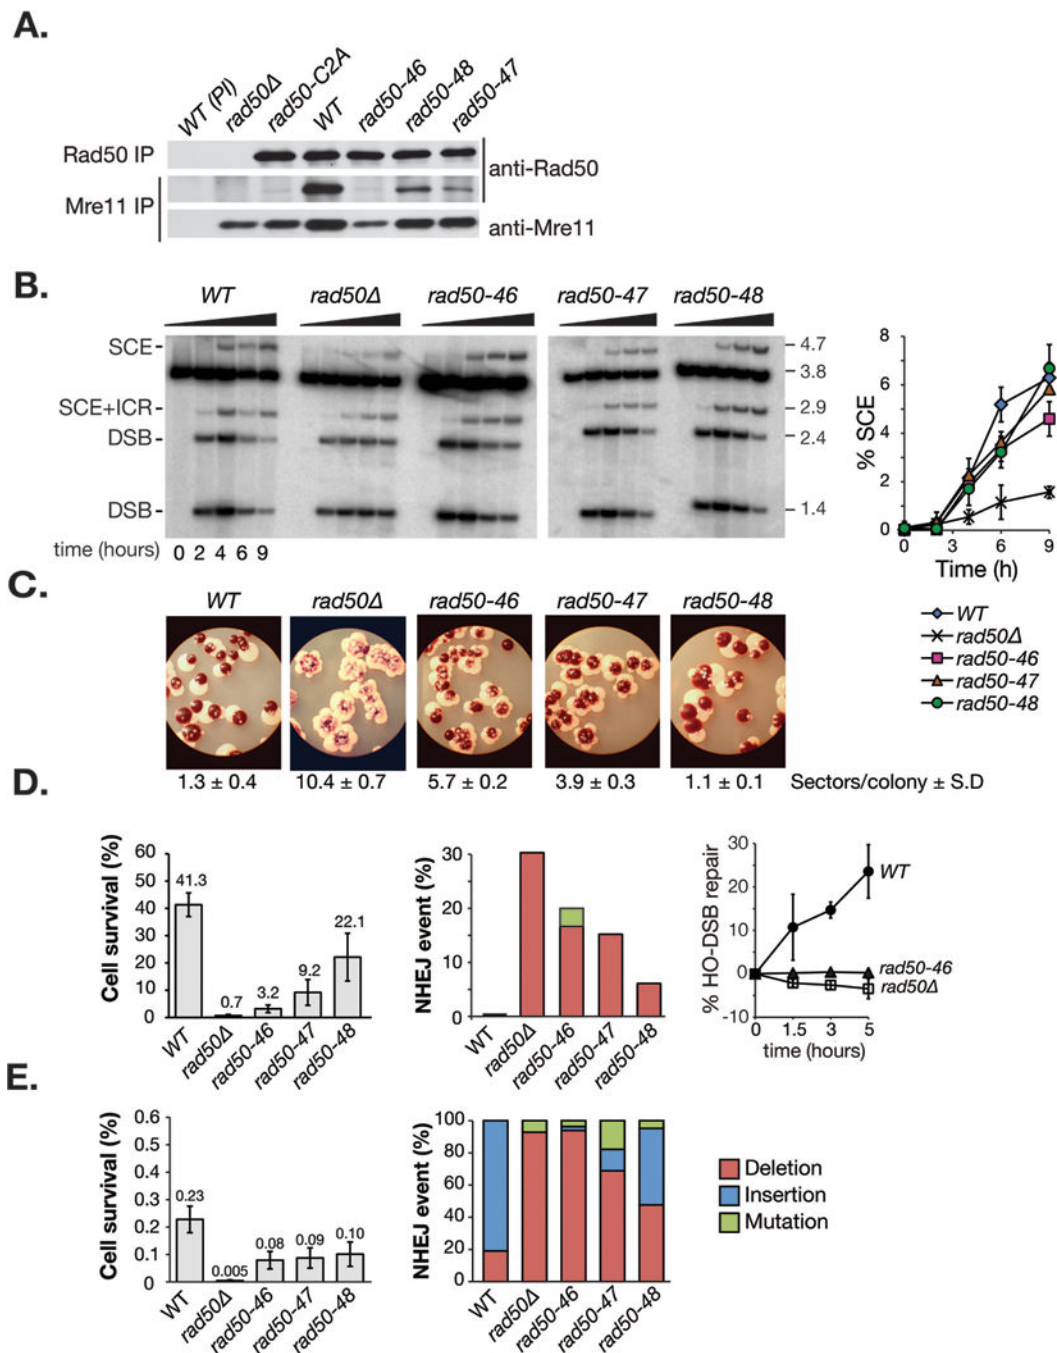 A.
WT (PI) rad50Δ rad50-C2A WT rad50-46 rad50-48 rad50-47
Rad50 IP
anti-Rad50
Mre11 IP
anti-Mre11
B.
WT rad50Δ rad50-46 rad50-47 rad50-48
SCE
SCE+ICR
DSB
DSB
time (hours) 0 2 4 6 9
4.7
3.8
2.9
2.4
1.4
% SCE
8
6
4
2
0
0 3 6 9
Time (h)
WT
rad50Δ
rad50-46
rad50-47
rad50-48
C.
WT rad50Δ rad50-46 rad50-47 rad50-48
1.3 ± 0.4 10.4 ± 0.7 5.7 ± 0.2 3.9 ± 0.3 1.1 ± 0.1 Sectors/colony ± S.D
D.
Cell survival (%)
60
50
40
30
20
10
0
41.3
0.7
3.2
9.2
22.1
WT rad50Δ rad50-46 rad50-47 rad50-48
NHEJ event (%)
30
20
10
0
WT rad50Δ rad50-46 rad50-47 rad50-48
% HO-DSB repair
30
20
10
0
-10
WT
rad50-46
rad50Δ
0 1.5 3 5
time (hours)
E.
Cell survival (%)
0.6
0.5
0.4
0.3
0.2
0.1
0
0.23
0.005
0.08
0.09
0.10
WT rad50Δ rad50-46 rad50-47 rad50-48
NHEJ event (%)
100
80
60
40
20
0
WT rad50Δ rad50-46 rad50-47 rad50-48
Deletion
Insertion
Mutation